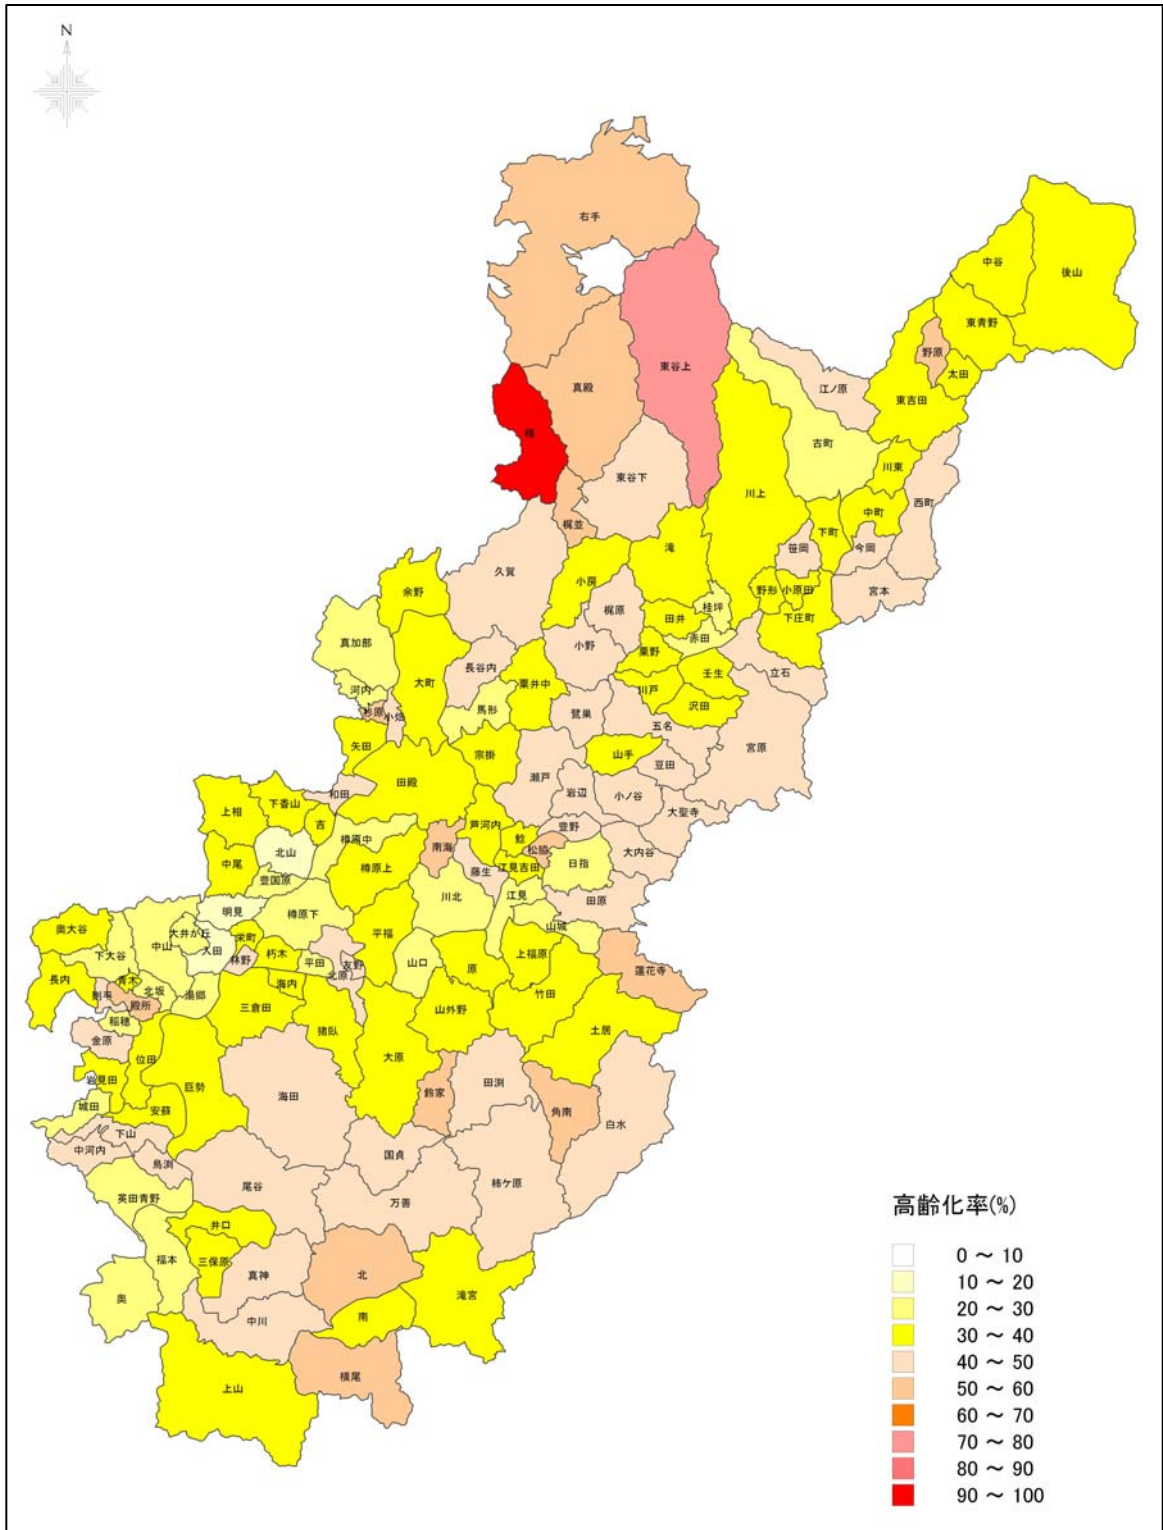 N
右手
中谷
後山
東青野
野原
太田
東谷上
真殿
江ノ原
東吉田
古町
川東
東谷下
川上
西町
中町
梶並
下町
滝
笹岡
今岡
久賀
小房
野形
小原田
宮本
余野
梶原
桂坪
田井
下庄町
赤田
真加部
小野
粟野
長谷内
壬生
立石
大町
粟井中
河内
川戸
沢田
馬形
杉原
小畑
鷺巣
五名
矢田
宗掛
山手
宮原
瀬戸
豆田
田殿
和田
岩辺
小ノ谷
上相
下香山
大聖寺
吉
芦河内
豊野
楢原中
鯰
北山
南海
松脇
大内谷
中尾
楢原上
江見吉田
日指
藤生
豊国原
川北
江見
田原
明見
楢原下
奥大谷
大井が丘
平福
山城
中山
入田
栄町
下大谷
林野
朽木
平田
友野
山口
原
上福原
北原
蓮花寺
長内
青木
北坂
湯郷
海内
竹田
則平
殿所
三倉田
山外野
稲穂
猪臥
土居
金原
位田
大原
岩見田
巨勢
海田
鈴家
田渕
城田
安蘇
角南
白水
下山
中河内
鳥渕
国貞
尾谷
柿ケ原
英田青野
万善
井口
福本
三保原
真神
北
奥
滝宮
中川
南
横尾
上山
高齢化率(%)
0 ～ 10
10 ～ 20
20 ～ 30
30 ～ 40
40 ～ 50
50 ～ 60
60 ～ 70
70 ～ 80
80 ～ 90
90 ～ 100